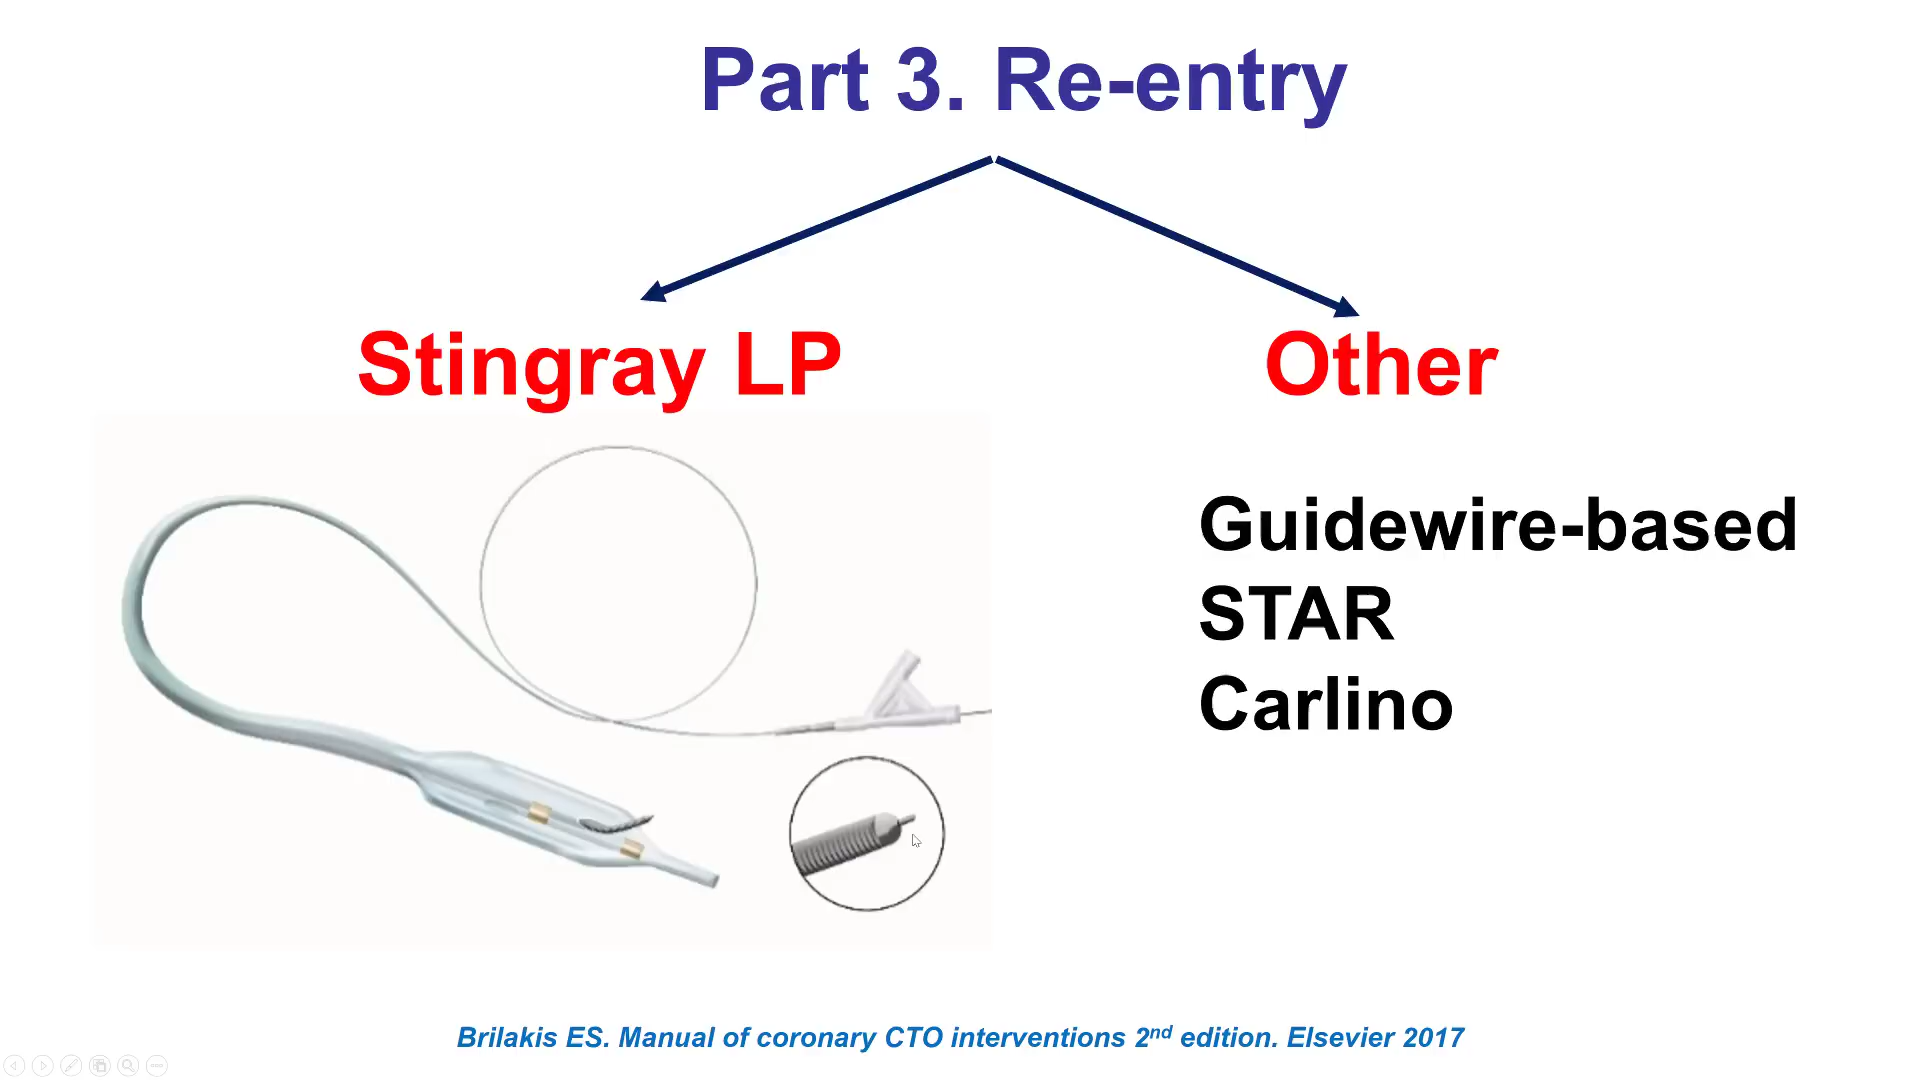 Part 3. Re-entry
Stingray LP
Other
Guidewire-based
STAR
Carlino
Brilakis ES. Manual of coronary CTO interventions 2nd edition. Elsevier 2017